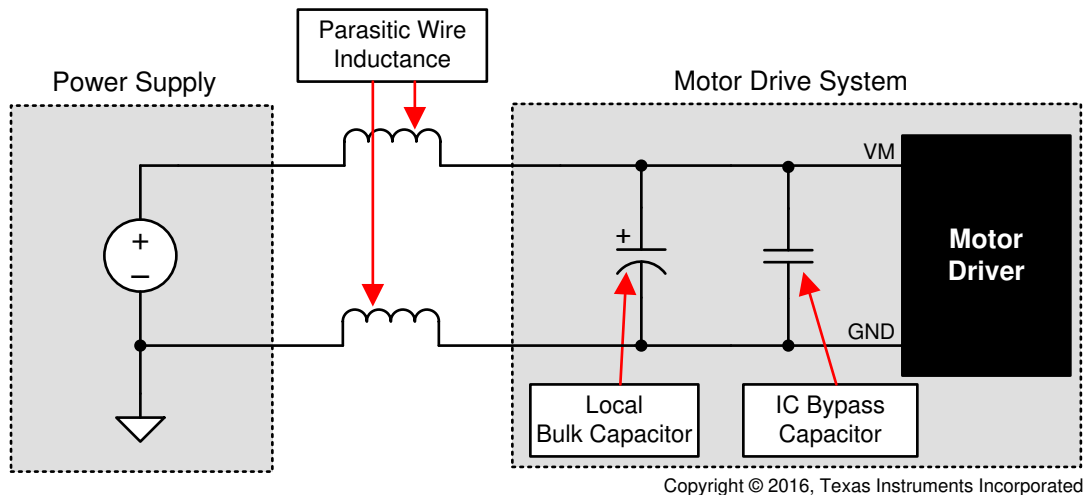 Parasitic Wire
Inductance
Power Supply
Motor Drive System
VM
+
–
+
Motor
Driver
GND
Local
Bulk Capacitor
IC Bypass
Capacitor
Copyright © 2016, Texas Instruments Incorporated